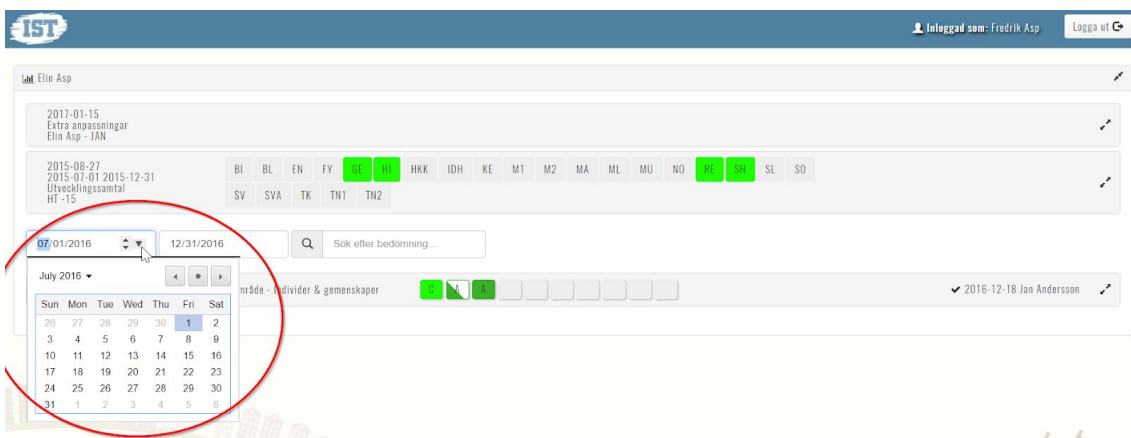 IST
Inloggad som: Fredrik Asp
Logga ut
Elin Asp
2017-01-15
Extra anpassningar
Elin Asp - JAN
2015-08-27
2015-07-01 2015-12-31
Utvecklingssamtal
HT -15
BI BL EN FY GE HI HKK IDH KE M1 M2 MA ML MU NO RE SH SL SO
SV SVA TK TN1 TN2
07/01/2016
12/31/2016
Sök efter bedömning...
July 2016
Sun Mon Tue Wed Thu Fri Sat
26 27 28 29 30 1 2
3 4 5 6 7 8 9
10 11 12 13 14 15 16
17 18 19 20 21 22 23
24 25 26 27 28 29 30
31 1 2 3 4 5 6
område - Individer & gemenskaper
C A A
2016-12-18 Jan Andersson